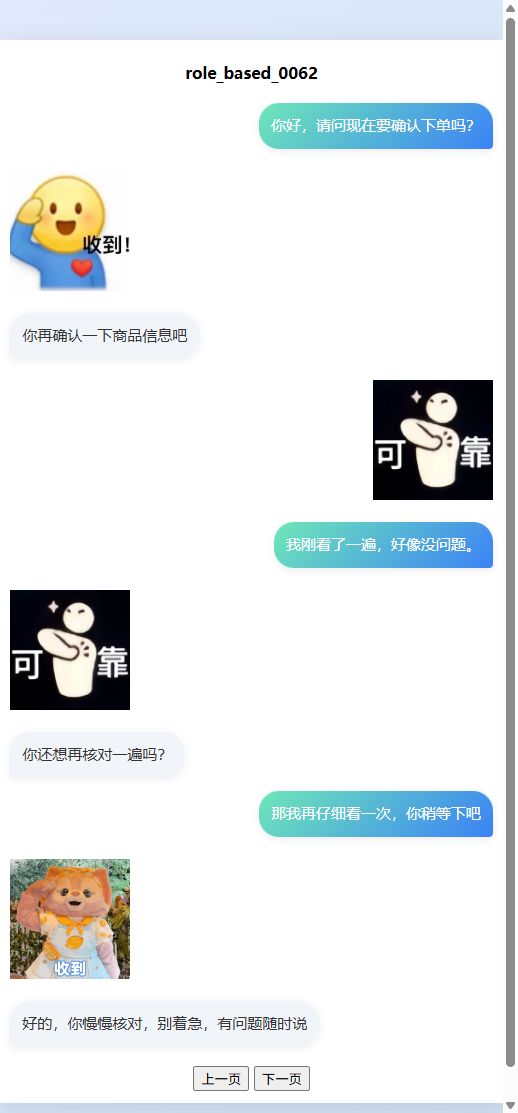 role_based_0062
你好，请问现在要确认下单吗？
收到！
你再确认一下商品信息吧
可靠
我刚看了一遍，好像没问题。
可靠
你还想再核对一遍吗？
那我再仔细看一次，你稍等下吧
收到
好的，你慢慢核对，别着急，有问题随时说
上一页 下一页